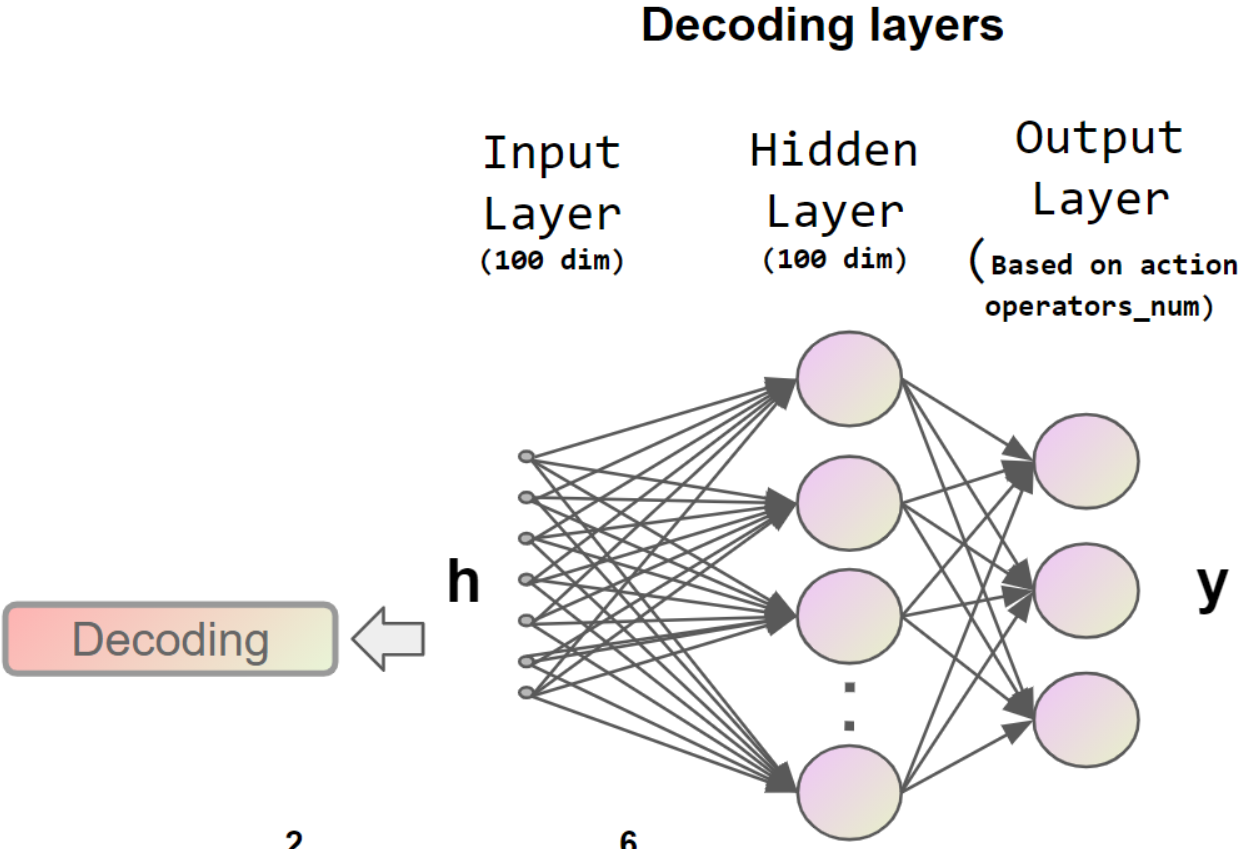 Decoding layers
Input
Layer
(100 dim)
Hidden
Layer
(100 dim)
Output
Layer
(Based on action
operators_num)
h
y
Decoding
2
6